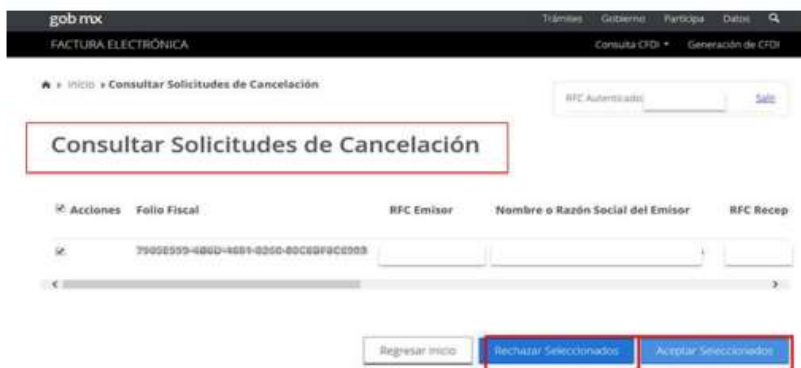 gob mx
Trámites Gobierno Participa Datos
FACTURA ELECTRÓNICA
Consulta CFDI Generación de CFDI
Inicio Consultar Solicitudes de Cancelación
RFC Autenticado Salir
Consultar Solicitudes de Cancelación
Acciones Folio Fiscal RFC Emisor Nombre o Razón Social del Emisor RFC Recep
Regresar Inicio Rechazar Seleccionados Aceptar Seleccionados